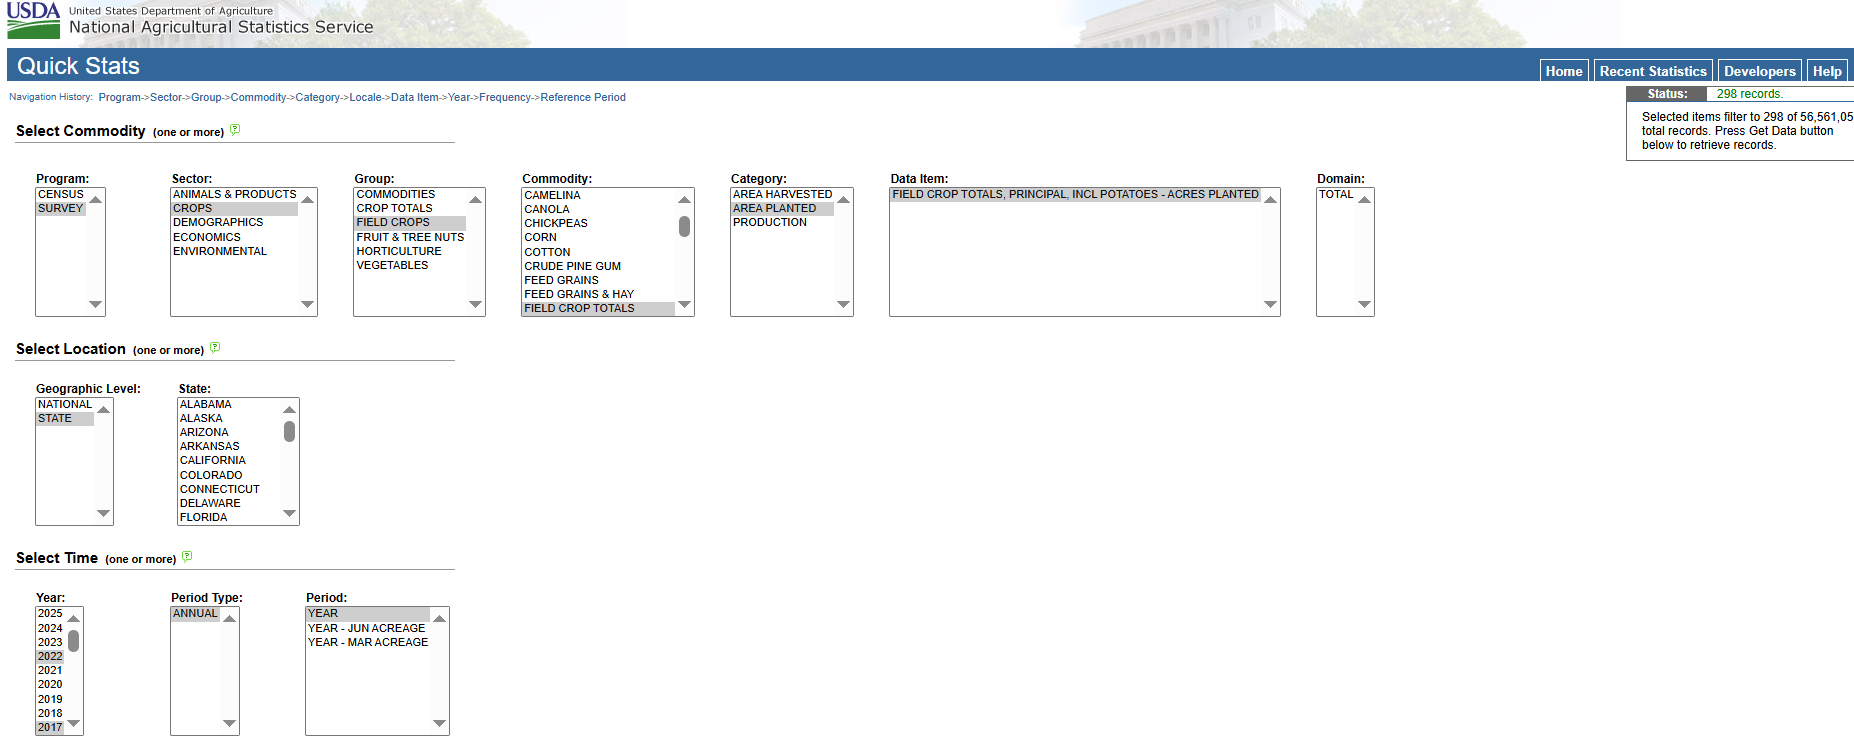 USDA
United States Department of Agriculture
National Agricultural Statistics Service
Quick Stats
Home
Recent Statistics
Developers
Help
Navigation History: Program->Sector->Group->Commodity->Category->Locale->Data Item->Year->Frequency->Reference Period
Status: 298 records.
Selected items filter to 298 of 56,561,05
total records. Press Get Data button
below to retrieve records.
Select Commodity (one or more) ?
Program:
CENSUS
SURVEY
Sector:
ANIMALS & PRODUCTS
CROPS
DEMOGRAPHICS
ECONOMICS
ENVIRONMENTAL
Group:
COMMODITIES
CROP TOTALS
FIELD CROPS
FRUIT & TREE NUTS
HORTICULTURE
VEGETABLES
Commodity:
CAMELINA
CANOLA
CHICKPEAS
CORN
COTTON
CRUDE PINE GUM
FEED GRAINS
FEED GRAINS & HAY
FIELD CROP TOTALS
Category:
AREA HARVESTED
AREA PLANTED
PRODUCTION
Data Item:
FIELD CROP TOTALS, PRINCIPAL, INCL POTATOES - ACRES PLANTED
Domain:
TOTAL
Select Location (one or more) ?
Geographic Level:
NATIONAL
STATE
State:
ALABAMA
ALASKA
ARIZONA
ARKANSAS
CALIFORNIA
COLORADO
CONNECTICUT
DELAWARE
FLORIDA
Select Time (one or more) ?
Year:
2025
2024
2023
2022
2021
2020
2019
2018
2017
Period Type:
ANNUAL
Period:
YEAR
YEAR - JUN ACREAGE
YEAR - MAR ACREAGE